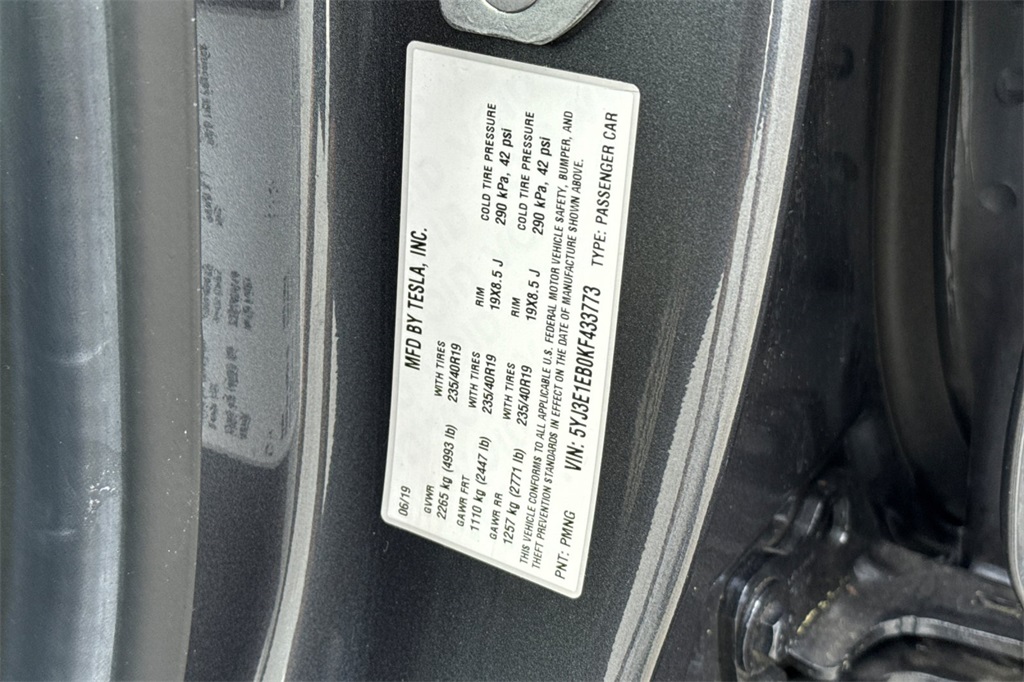 06/19 MFD BY TESLA, INC.
GVWR WITH TIRES RIM COLD TIRE PRESSURE
2265 kg (4993 lb) 235/40R19 19X8.5 J 290 kPa, 42 psi
GAWR FRT WITH TIRES RIM COLD TIRE PRESSURE
1110 kg (2447 lb) 235/40R19 19X8.5 J 290 kPa, 42 psi
GAWR RR WITH TIRES
1257 kg (2771 lb) 235/40R19
THIS VEHICLE CONFORMS TO ALL APPLICABLE U.S. FEDERAL MOTOR VEHICLE SAFETY, BUMPER, AND
THEFT PREVENTION STANDARDS IN EFFECT ON THE DATE OF MANUFACTURE SHOWN ABOVE.
PNT: PMNG VIN: 5YJ3E1EB0KF433773 TYPE: PASSENGER CAR